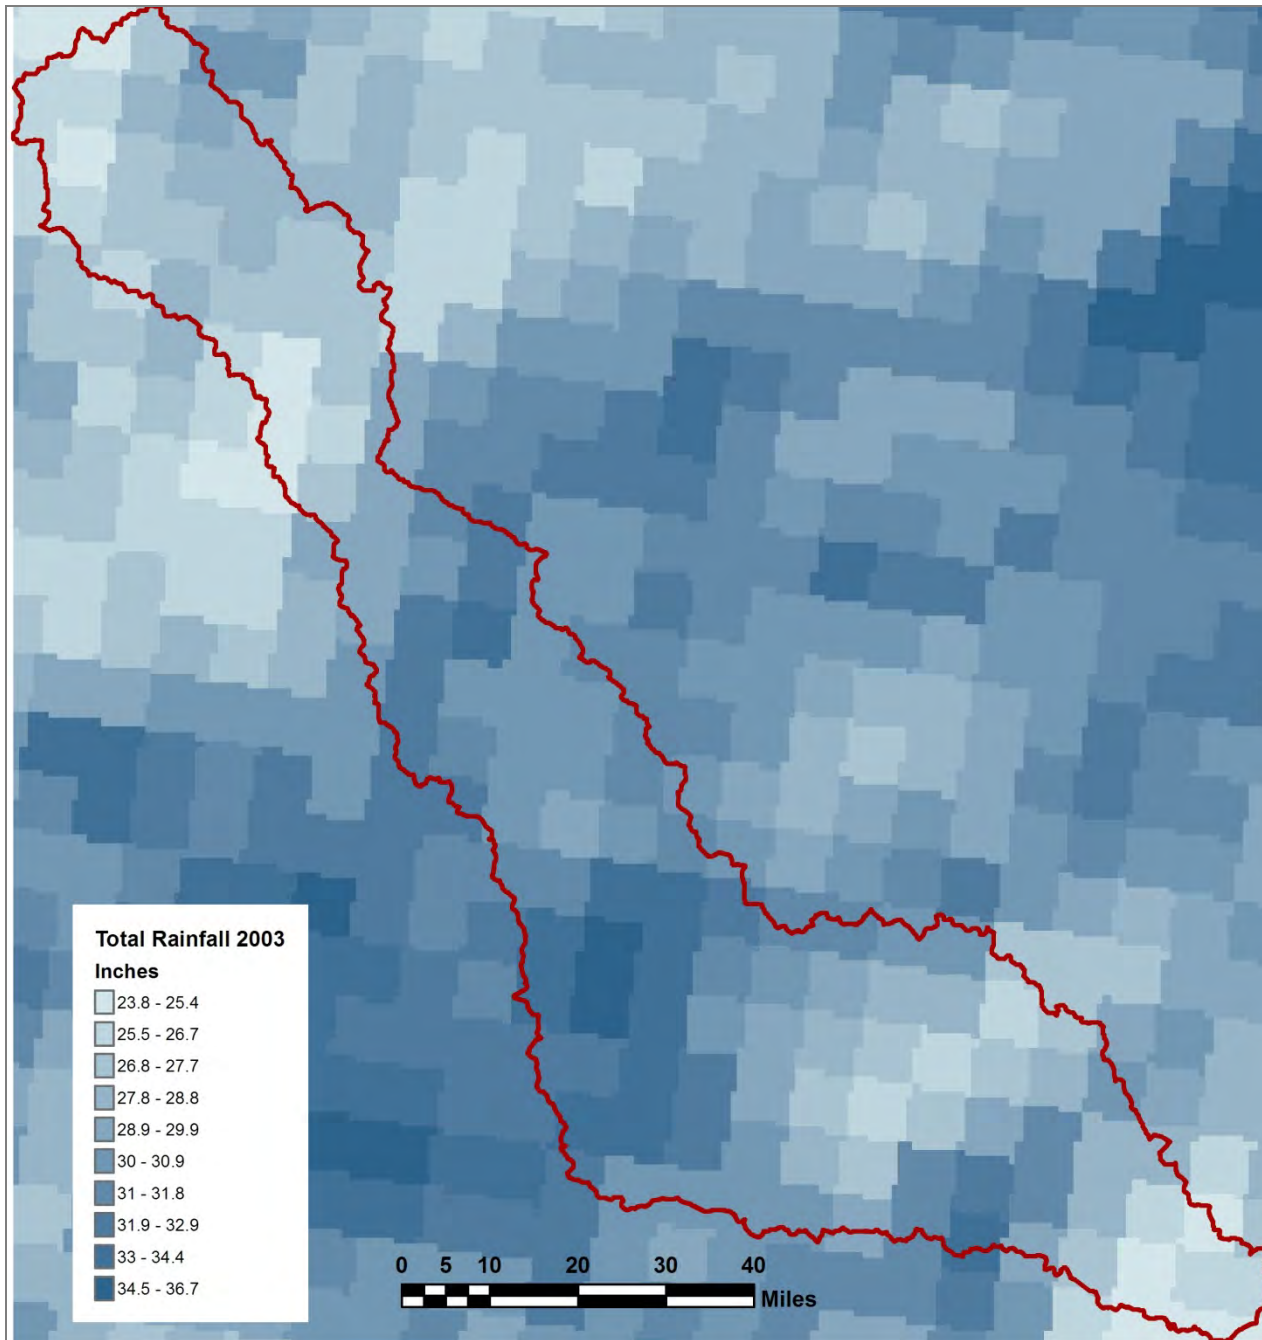 Total Rainfall 2003
Inches
23.8 - 25.4
25.5 - 26.7
26.8 - 27.7
27.8 - 28.8
28.9 - 29.9
30 - 30.9
31 - 31.8
31.9 - 32.9
33 - 34.4
34.5 - 36.7
0 5 10 20 30 40
Miles